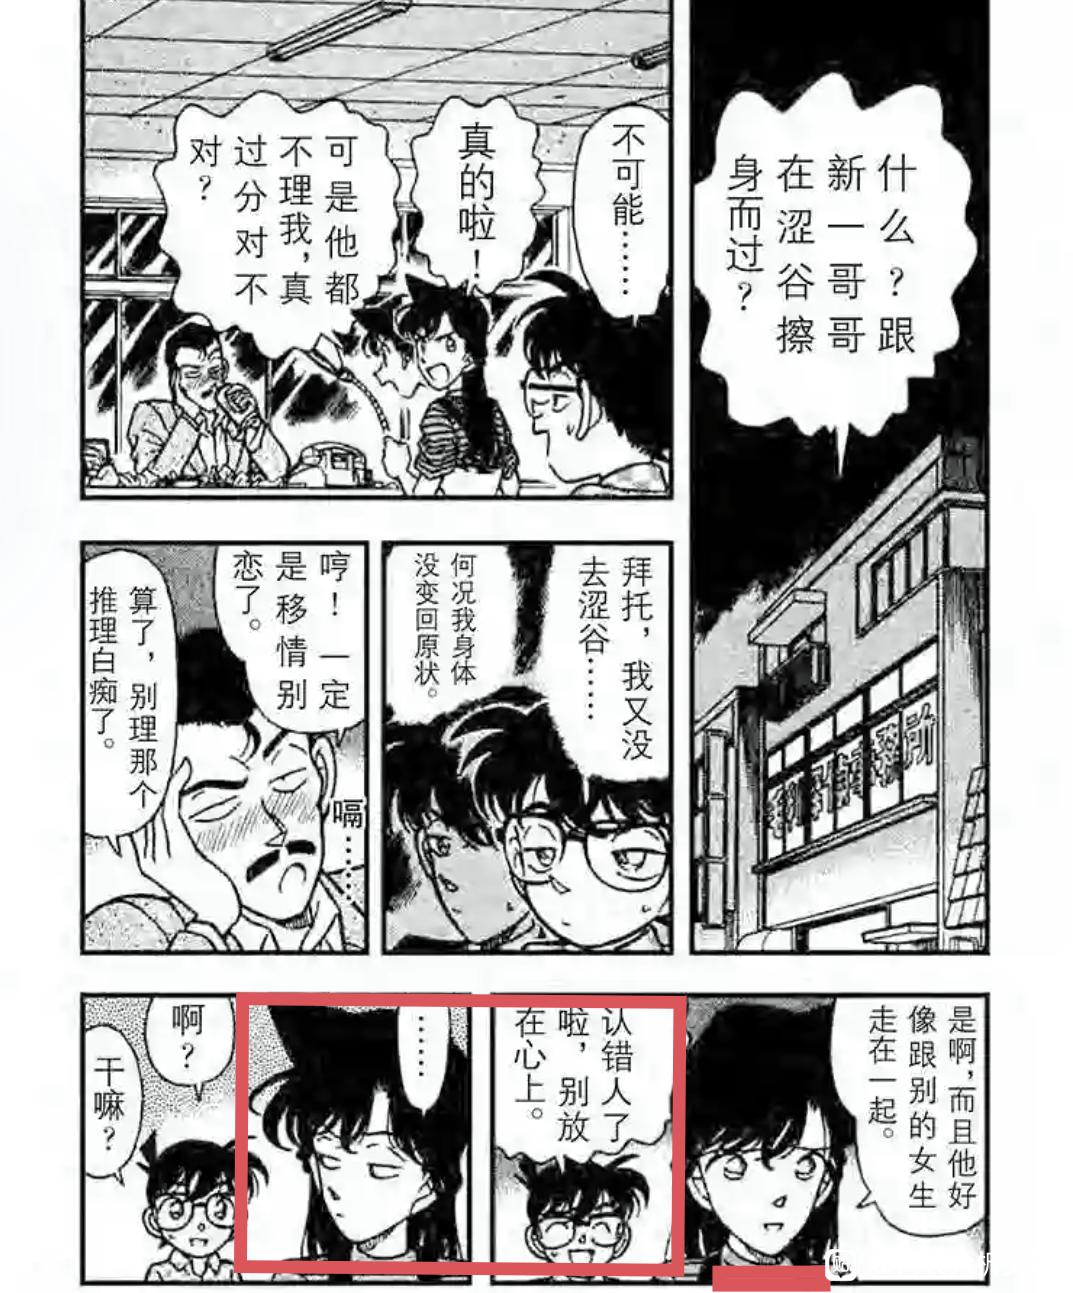 什么？跟
新一哥哥
在涩谷擦
身而过？
不可能……
真的啦！
可是他都
不理我，真
过分对不
对？
拜托，我又没
去涩谷……
何况我身体
没变回原状。
哼！一定
是移情别
恋了。
嗝……
算了，别理那个
推理白痴了。
是啊，而且他好
像跟别的女生
走在一起。
认错人了
啦，别放
在心上。
……
啊？
干嘛？